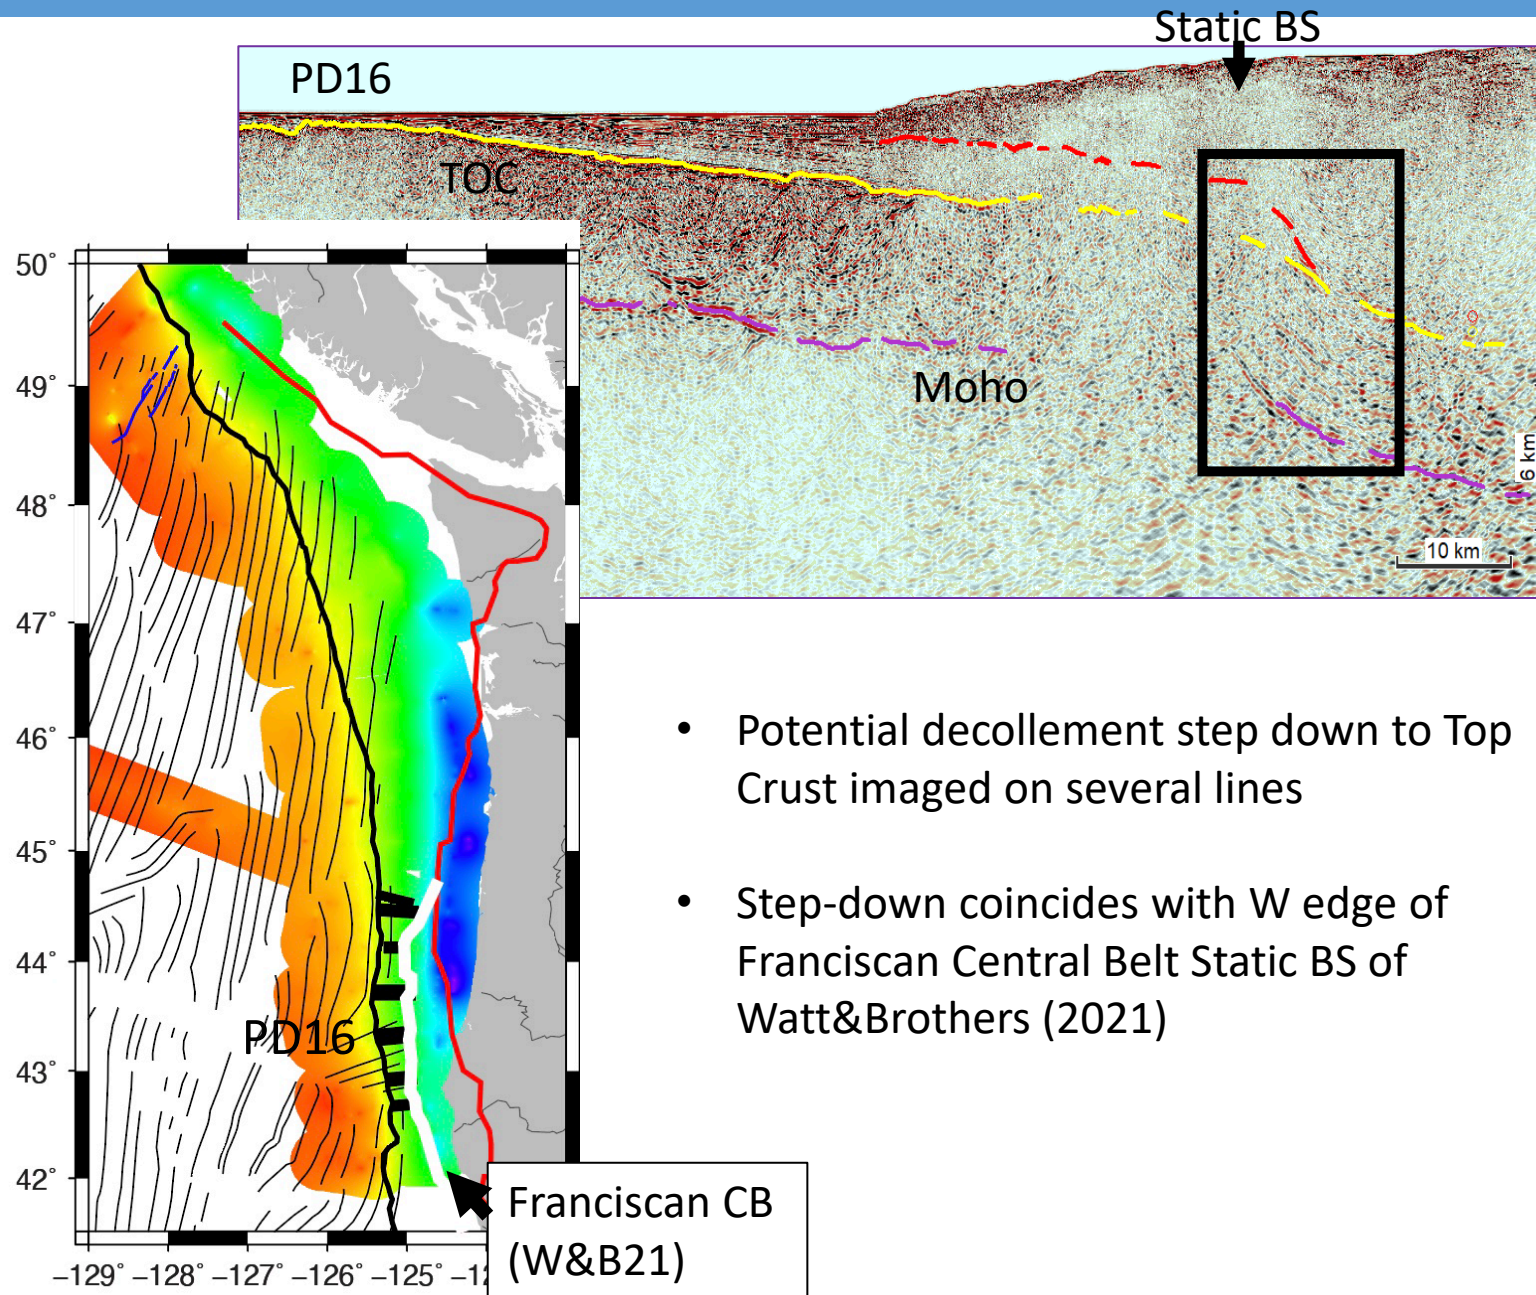 Static BS
PD16
TOC
Moho
6 km
10 km
50°
49°
48°
47°
46°
45°
44°
43°
42°
PD16
−129° −128° −127° −126° −125°
Franciscan CB
(W&B21)
• Potential decollement step down to Top
Crust imaged on several lines
• Step-down coincides with W edge of
Franciscan Central Belt Static BS of
Watt&Brothers (2021)